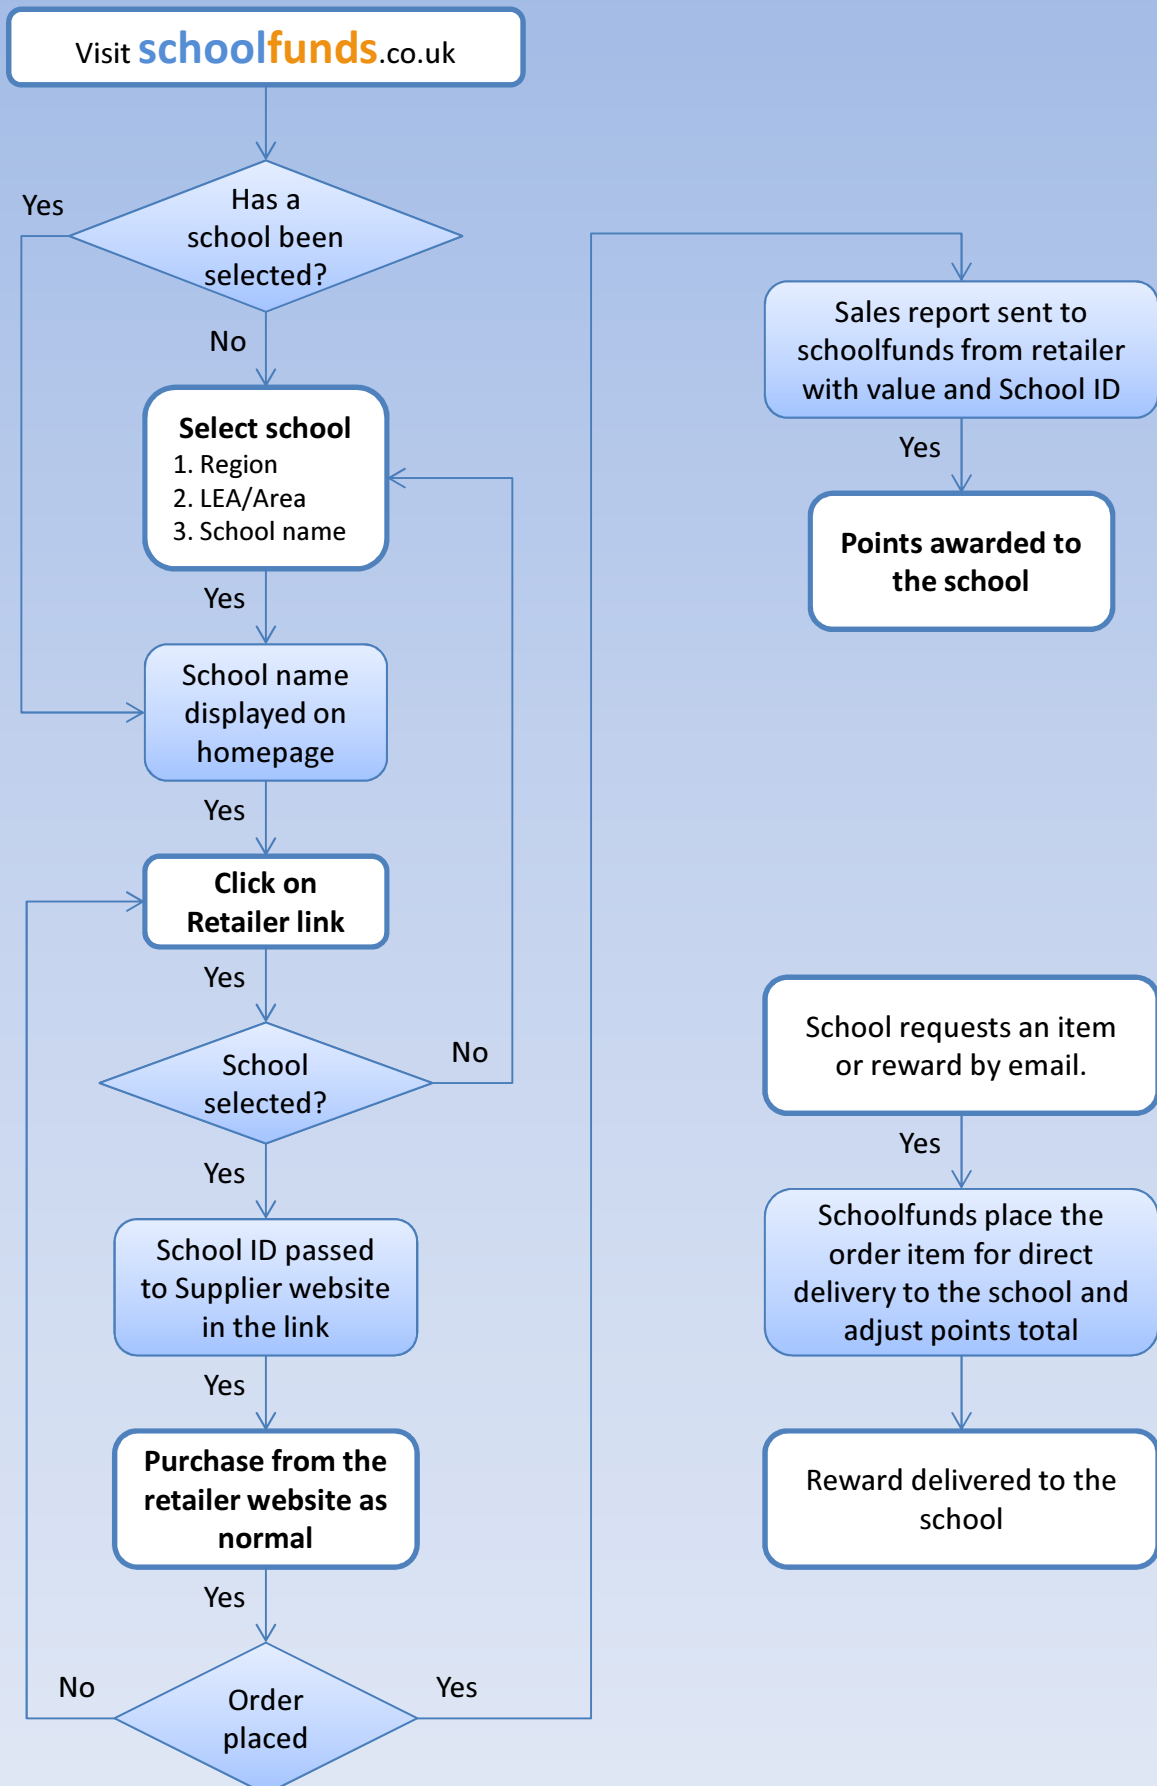 Visit schoolfunds.co.uk
Yes
Has a
school been
selected?
No
Select school
1. Region
2. LEA/Area
3. School name
Yes
School name
displayed on
homepage
Yes
Click on
Retailer link
Yes
School
selected?
No
Yes
School ID passed
to Supplier website
in the link
Yes
Purchase from the
retailer website as
normal
Yes
No
Order
placed
Yes
Sales report sent to
schoolfunds from retailer
with value and School ID
Yes
Points awarded to
the school
School requests an item
or reward by email.
Yes
Schoolfunds place the
order item for direct
delivery to the school and
adjust points total
Reward delivered to the
school